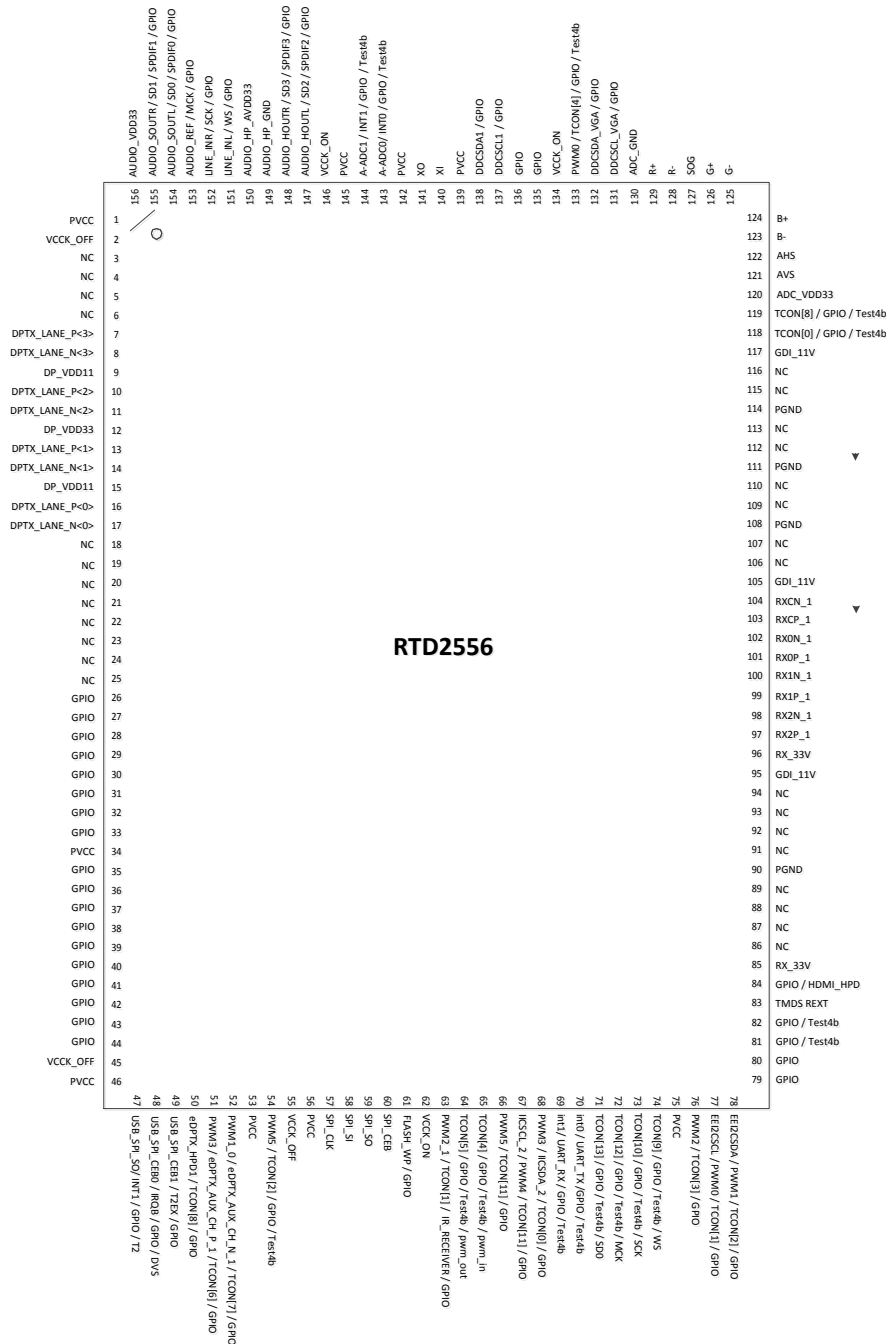 AUDIO_VDD33
AUDIO_SOUTR / SD1 / SPDIF1 / GPIO
AUDIO_SOUTL / SD0 / SPDIF0 / GPIO
AUDIO_REF / MCK / GPIO
LINE_INR / SCK / GPIO
LINE_INL / WS / GPIO
AUDIO_HP_AVDD33
AUDIO_HP_GND
AUDIO_HOUTR / SD3 / SPDIF3 / GPIO
AUDIO_HOUTL / SD2 / SPDIF2 / GPIO
VCCK_ON
PVCC
A-ADC1 / INT1 / GPIO / Test4b
A-ADC0/ INT0 / GPIO / Test4b
PVCC
XO
XI
PVCC
DDCSDA1 / GPIO
DDCSCL1 / GPIO
GPIO
GPIO
VCCK_ON
PWM0 / TCON[4] / GPIO / Test4b
DDCSDA_VGA / GPIO
DDCSCL_VGA / GPIO
ADC_GND
R+
R-
SOG
G+
G-
156
155
154
153
152
151
150
149
148
147
146
145
144
143
142
141
140
139
138
137
136
135
134
133
132
131
130
129
128
127
126
125
PVCC 1
VCCK_OFF 2
NC 3
NC 4
NC 5
NC 6
DPTX_LANE_P<3> 7
DPTX_LANE_N<3> 8
DP_VDD11 9
DPTX_LANE_P<2> 10
DPTX_LANE_N<2> 11
DP_VDD33 12
DPTX_LANE_P<1> 13
DPTX_LANE_N<1> 14
DP_VDD11 15
DPTX_LANE_P<0> 16
DPTX_LANE_N<0> 17
NC 18
NC 19
NC 20
NC 21
NC 22
NC 23
NC 24
NC 25
GPIO 26
GPIO 27
GPIO 28
GPIO 29
GPIO 30
GPIO 31
GPIO 32
GPIO 33
PVCC 34
GPIO 35
GPIO 36
GPIO 37
GPIO 38
GPIO 39
GPIO 40
GPIO 41
GPIO 42
GPIO 43
GPIO 44
VCCK_OFF 45
PVCC 46
RTD2556
124 B+
123 B-
122 AHS
121 AVS
120 ADC_VDD33
119 TCON[8] / GPIO / Test4b
118 TCON[0] / GPIO / Test4b
117 GDI_11V
116 NC
115 NC
114 PGND
113 NC
112 NC
111 PGND
110 NC
109 NC
108 PGND
107 NC
106 NC
105 GDI_11V
104 RXCN_1
103 RXCP_1
102 RX0N_1
101 RX0P_1
100 RX1N_1
99 RX1P_1
98 RX2N_1
97 RX2P_1
96 RX_33V
95 GDI_11V
94 NC
93 NC
92 NC
91 NC
90 PGND
89 NC
88 NC
87 NC
86 NC
85 RX_33V
84 GPIO / HDMI_HPD
83 TMDS REXT
82 GPIO / Test4b
81 GPIO / Test4b
80 GPIO
79 GPIO
47 USB_SPI_SO/ INT1 / GPIO / T2
48 USB_SPI_CEB0 / IRQB / GPIO / DVS
49 USB_SPI_CEB1 / T2EX / GPIO
50 eDPTX_HPD1 / TCON[8] / GPIO
51 PWM3 / eDPTX_AUX_CH_P_1 / TCON[6] / GPIO
52 PWM1_0 / eDPTX_AUX_CH_N_1 / TCON[7] / GPIO
53 PVCC
54 PWM5 / TCON[2] / GPIO / Test4b
55 VCCK_OFF
56 PVCC
57 SPI_CLK
58 SPI_SI
59 SPI_SO
60 SPI_CEB
61 FLASH_WP / GPIO
62 VCCK_ON
63 PWM2_1 / TCON[1] / IR_RECEIVER / GPIO
64 TCON[5] / GPIO / Test4b / pwm_out
65 TCON[4] / GPIO / Test4b / pwm_in
66 PWM5 / TCON[11] / GPIO
67 IICSCL_2 / PWM4 / TCON[11] / GPIO
68 PWM3 / IICSDA_2 / TCON[0] / GPIO
69 int1 / UART_RX / GPIO / Test4b
70 int0 / UART_TX /GPIO / Test4b
71 TCON[13] / GPIO / Test4b / SD0
72 TCON[12] / GPIO / Test4b / MCK
73 TCON[10] / GPIO / Test4b / SCK
74 TCON[9] / GPIO / Test4b / WS
75 PVCC
76 PWM2 / TCON[3] / GPIO
77 EEI2CSCL / PWM0 / TCON[1] / GPIO
78 EEI2CSDA / PWM1 / TCON[2] / GPIO